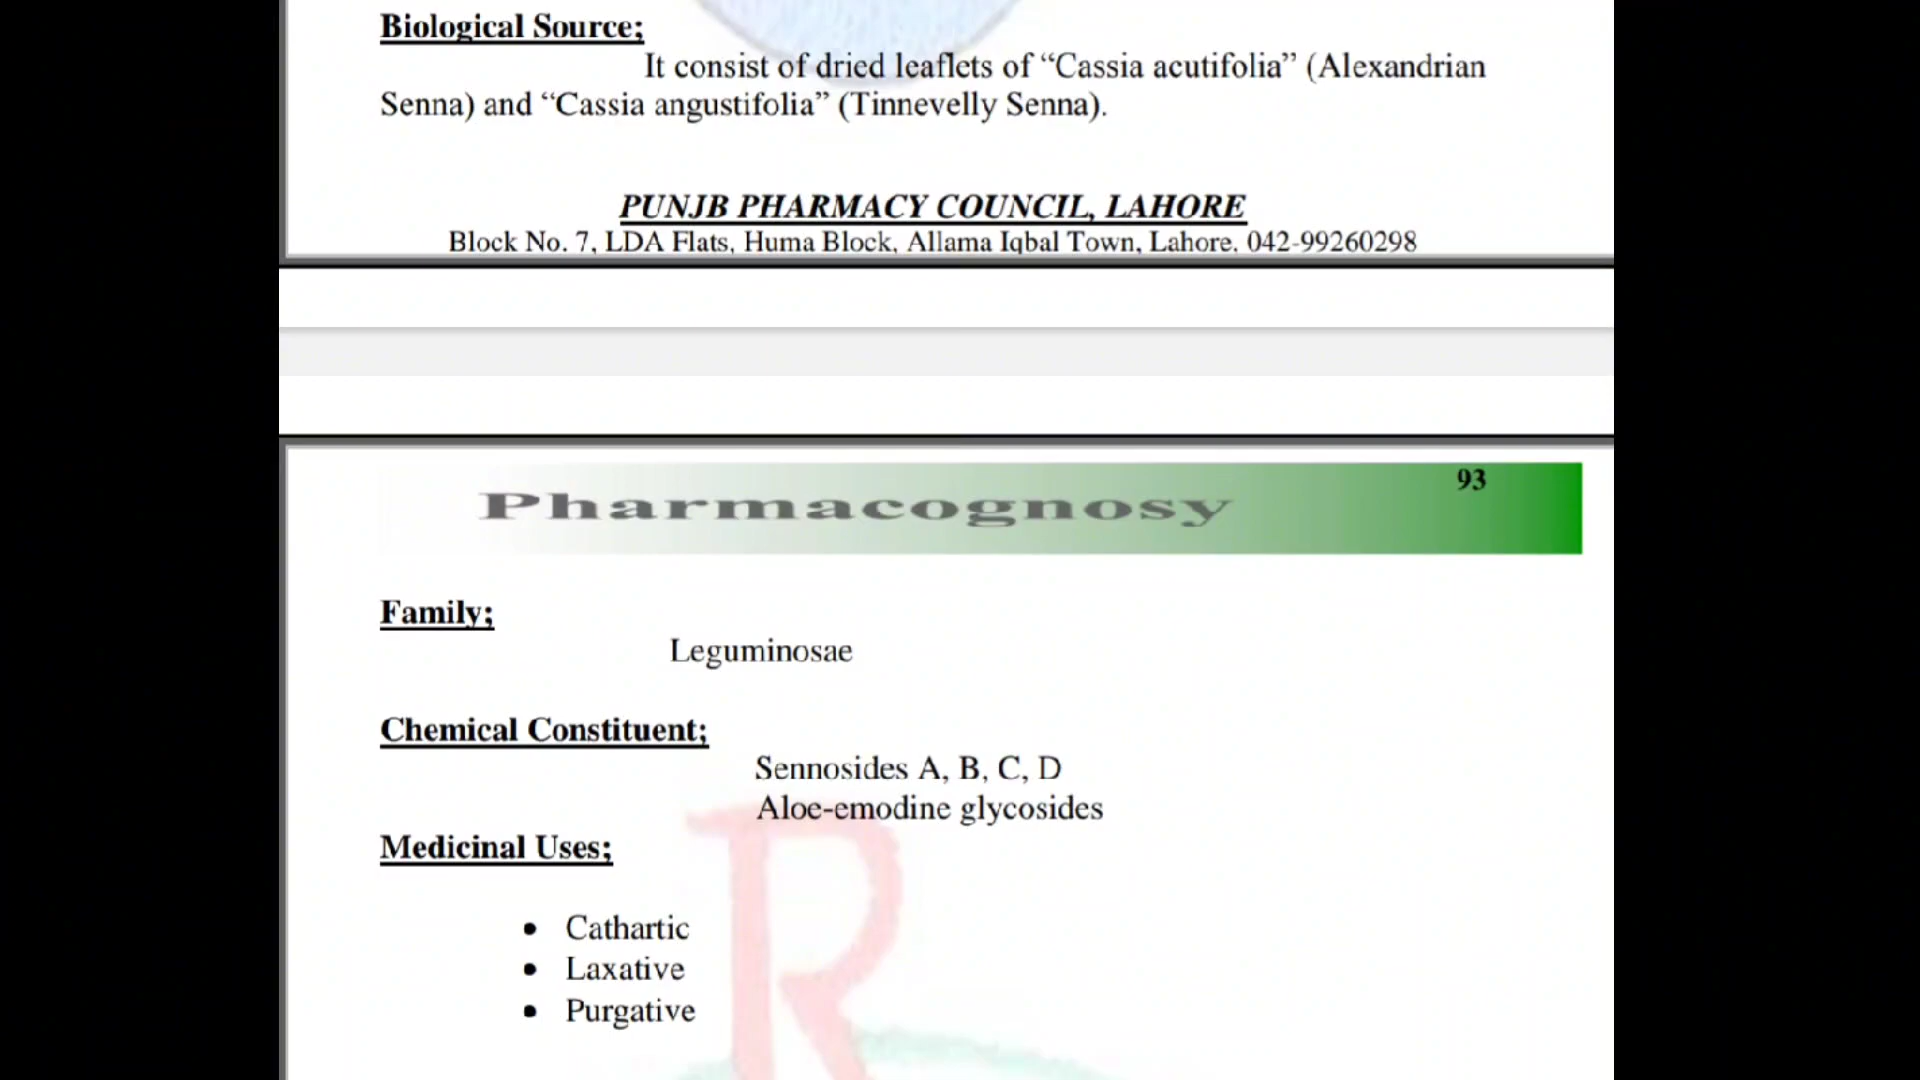 Biological Source;
It consist of dried leaflets of “Cassia acutifolia” (Alexandrian
Senna) and “Cassia angustifolia” (Tinnevelly Senna).
PUNJB PHARMACY COUNCIL, LAHORE
Block No. 7, LDA Flats, Huma Block, Allama Iqbal Town, Lahore. 042-99260298
Pharmacognosy
93
Family;
Leguminosae
Chemical Constituent;
Sennosides A, B, C, D
Aloe-emodine glycosides
Medicinal Uses;
• Cathartic
• Laxative
• Purgative
R